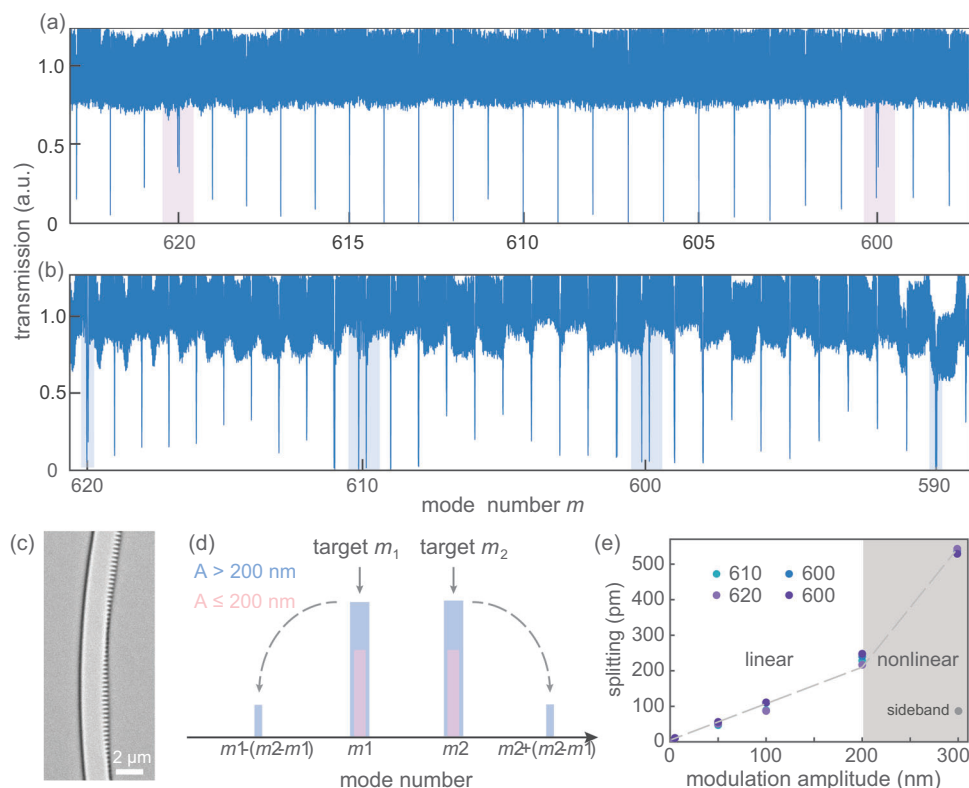 (a)
1.0
0.5
0
620
615
610
605
600
transmission (a.u.)
(b)
1.0
0.5
0
620
610
600
590
mode number m
(c)
2 μm
(d)
target m1 target m2
A > 200 nm
A ≤ 200 nm
m1-(m2-m1) m1 m2 m2+(m2-m1)
mode number
(e)
500
400
300
200
100
0
splitting (pm)
610 600
620 600
linear nonlinear
sideband
0 100 200 300
modulation amplitude (nm)